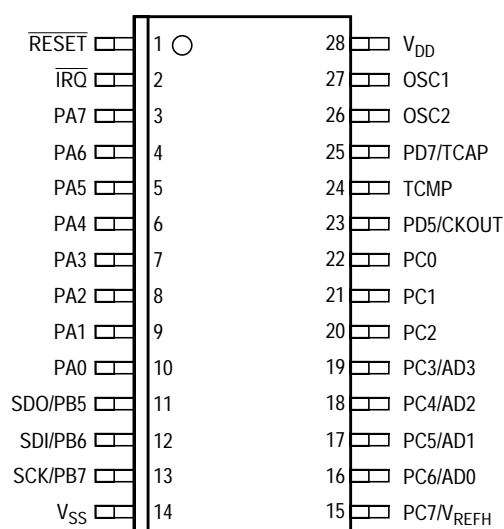 RESET 1 28 VDD
IRQ 2 27 OSC1
PA7 3 26 OSC2
PA6 4 25 PD7/TCAP
PA5 5 24 TCMP
PA4 6 23 PD5/CKOUT
PA3 7 22 PC0
PA2 8 21 PC1
PA1 9 20 PC2
PA0 10 19 PC3/AD3
SDO/PB5 11 18 PC4/AD2
SDI/PB6 12 17 PC5/AD1
SCK/PB7 13 16 PC6/AD0
VSS 14 15 PC7/VREFH